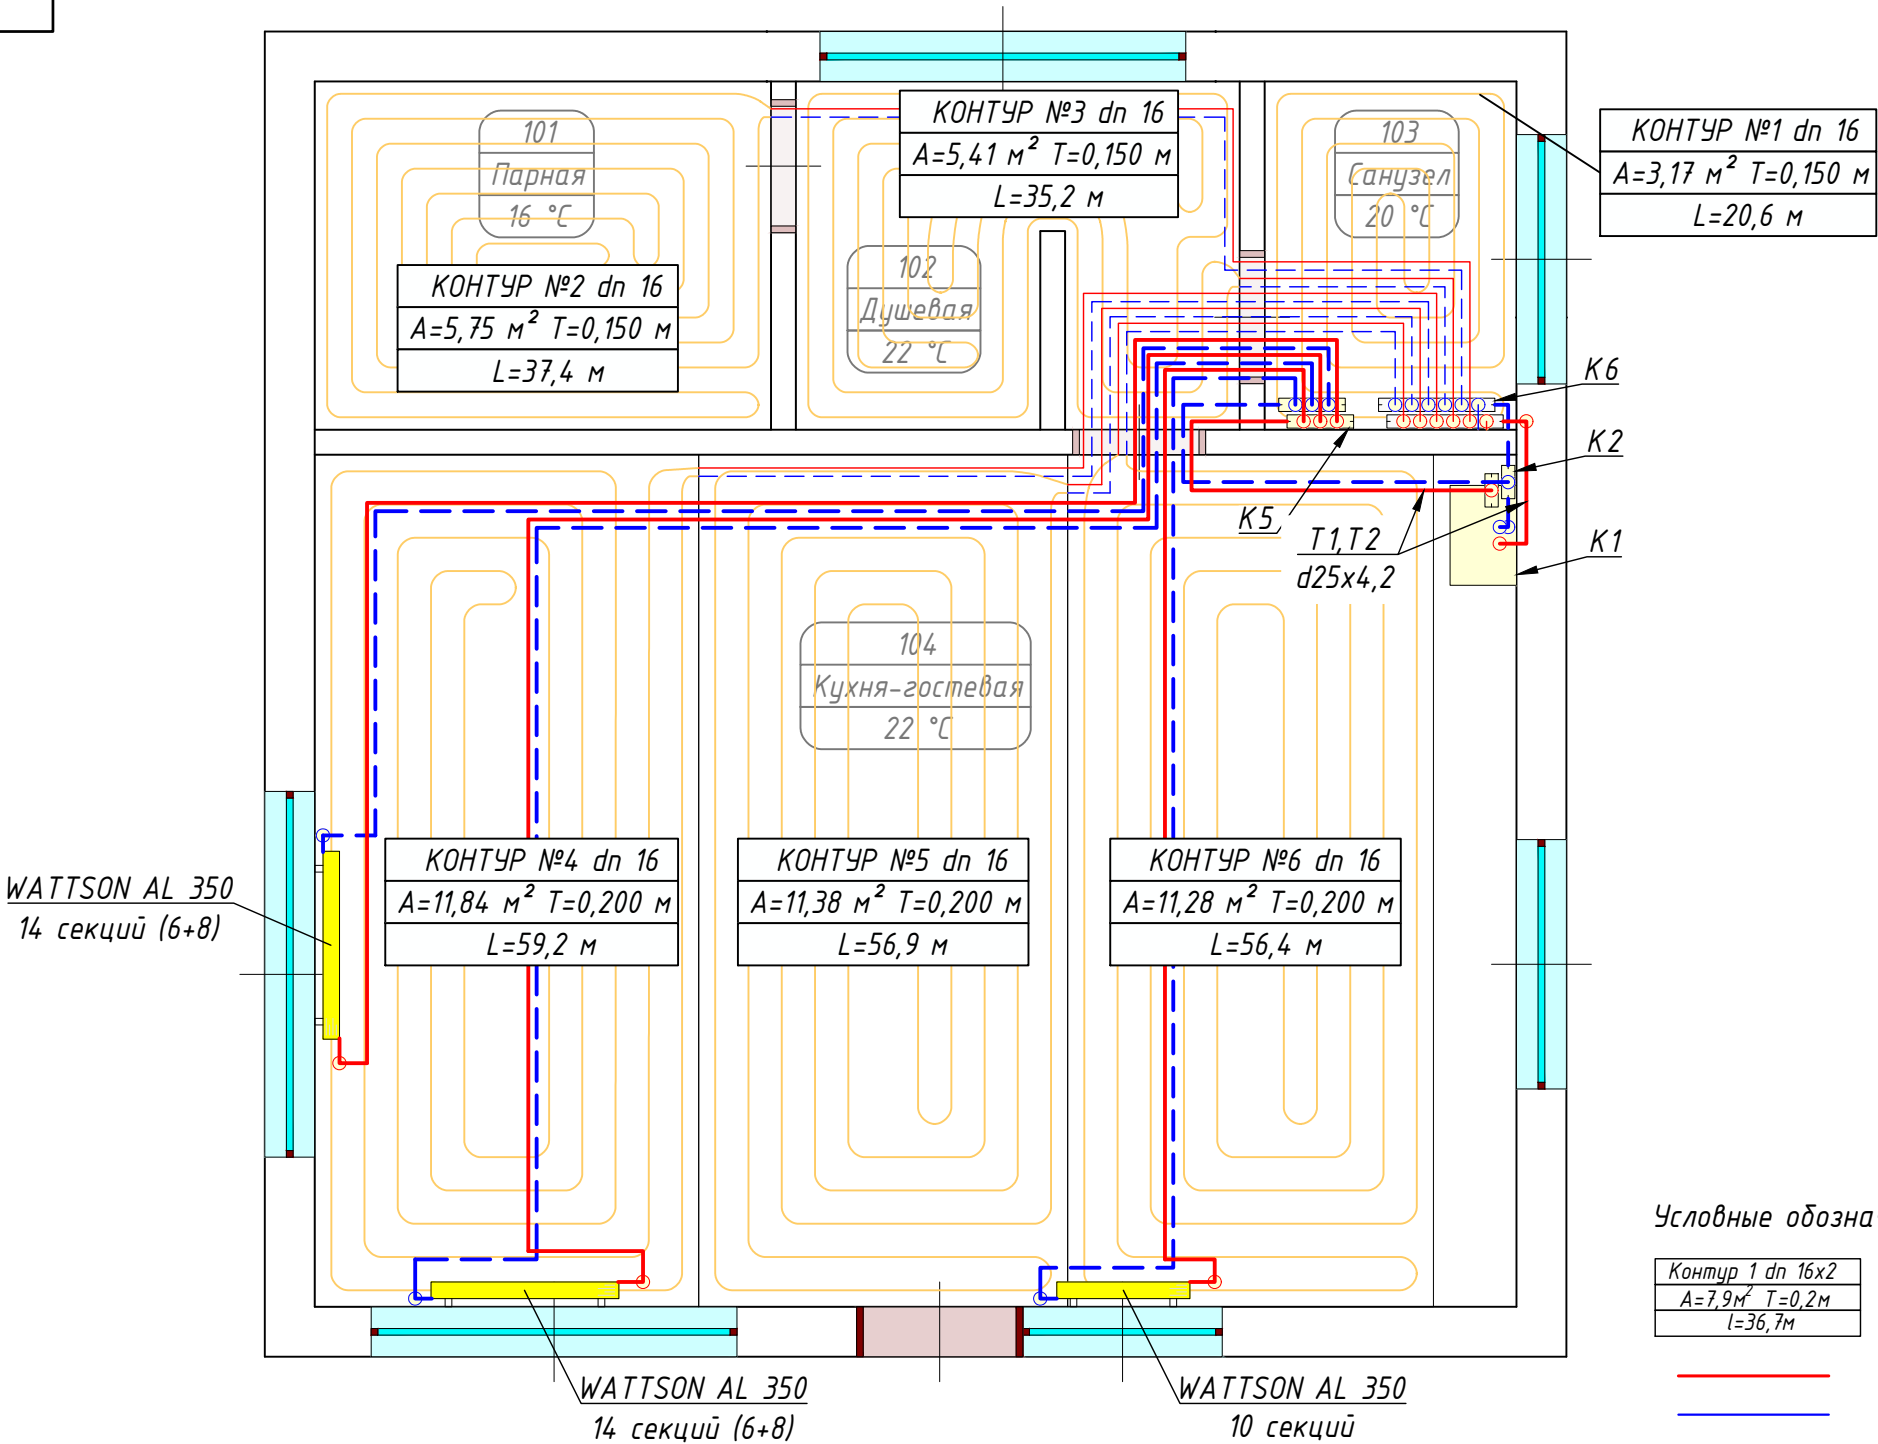 КОНТУР №3 dn 16
A=5,41 м² T=0,150 м
L=35,2 м
КОНТУР №1 dn 16
A=3,17 м² T=0,150 м
L=20,6 м
101
Парная
16 °C
103
Санузел
20 °C
102
Душевая
22 °C
КОНТУР №2 dn 16
A=5,75 м² T=0,150 м
L=37,4 м
К6
К2
К5
Т1,Т2
d25x4,2
К1
104
Кухня-гостевая
22 °C
КОНТУР №4 dn 16
A=11,84 м² T=0,200 м
L=59,2 м
КОНТУР №5 dn 16
A=11,38 м² T=0,200 м
L=56,9 м
КОНТУР №6 dn 16
A=11,28 м² T=0,200 м
L=56,4 м
WATTSON AL 350
14 секций (6+8)
WATTSON AL 350
14 секций (6+8)
WATTSON AL 350
10 секций
Условные обозна
Контур 1 dn 16x2
A=7,9м² T=0,2м
l=36,7м